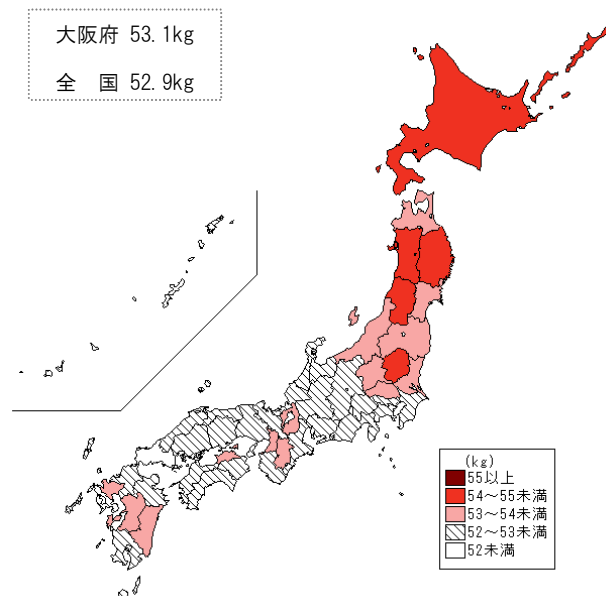 大阪府 53.1kg
全　国 52.9kg
(kg)
55以上
54～55未満
53～54未満
52～53未満
52未満